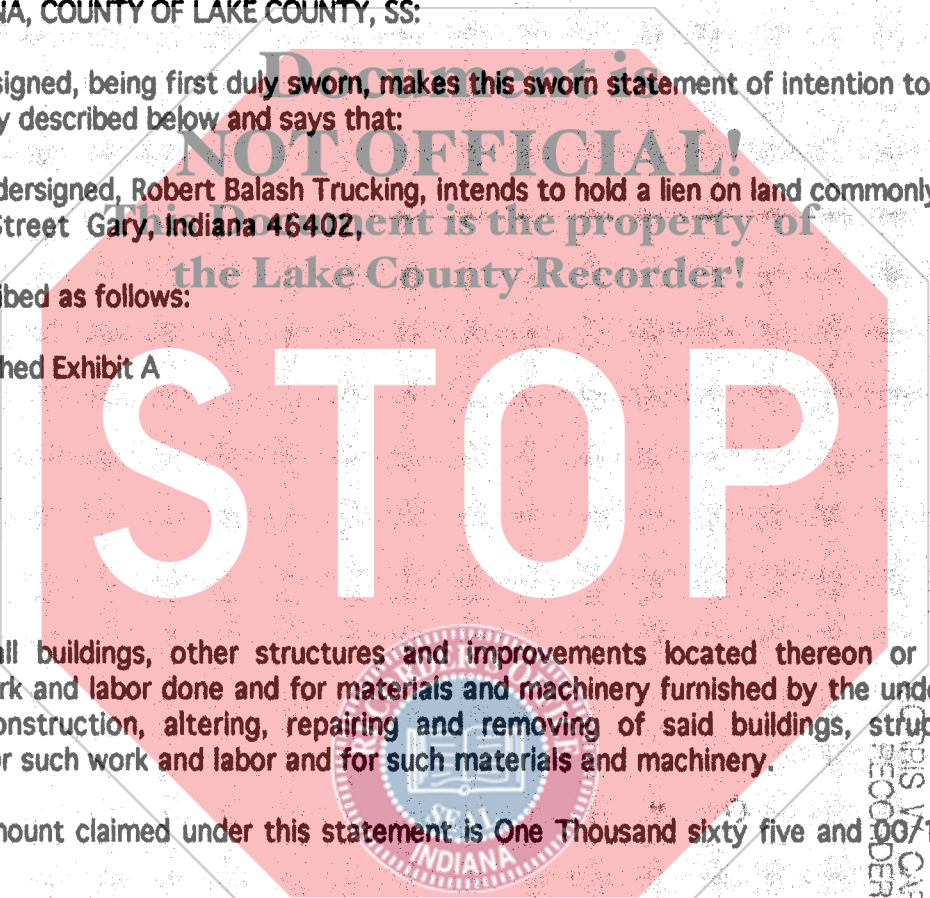 NA, COUNTY OF LAKE COUNTY, SS:
signed, being first duly sworn, makes this sworn statement of intention to
y described below and says that:
dersigned, Robert Balash Trucking, intends to hold a lien on land commonly
Street Gary, Indiana 46402,
ibed as follows:
hed Exhibit A
Document is
NOT OFFICIAL!
This Document is the property of
the Lake County Recorder!
STOP
ll buildings, other structures and improvements located thereon or
rk and labor done and for materials and machinery furnished by the unde
onstruction, altering, repairing and removing of said buildings,
r such work and labor and for such materials and machinery.
mount claimed under this statement is One Thousand sixty five and 00/1
SEAL
INDIANA
RECORDER